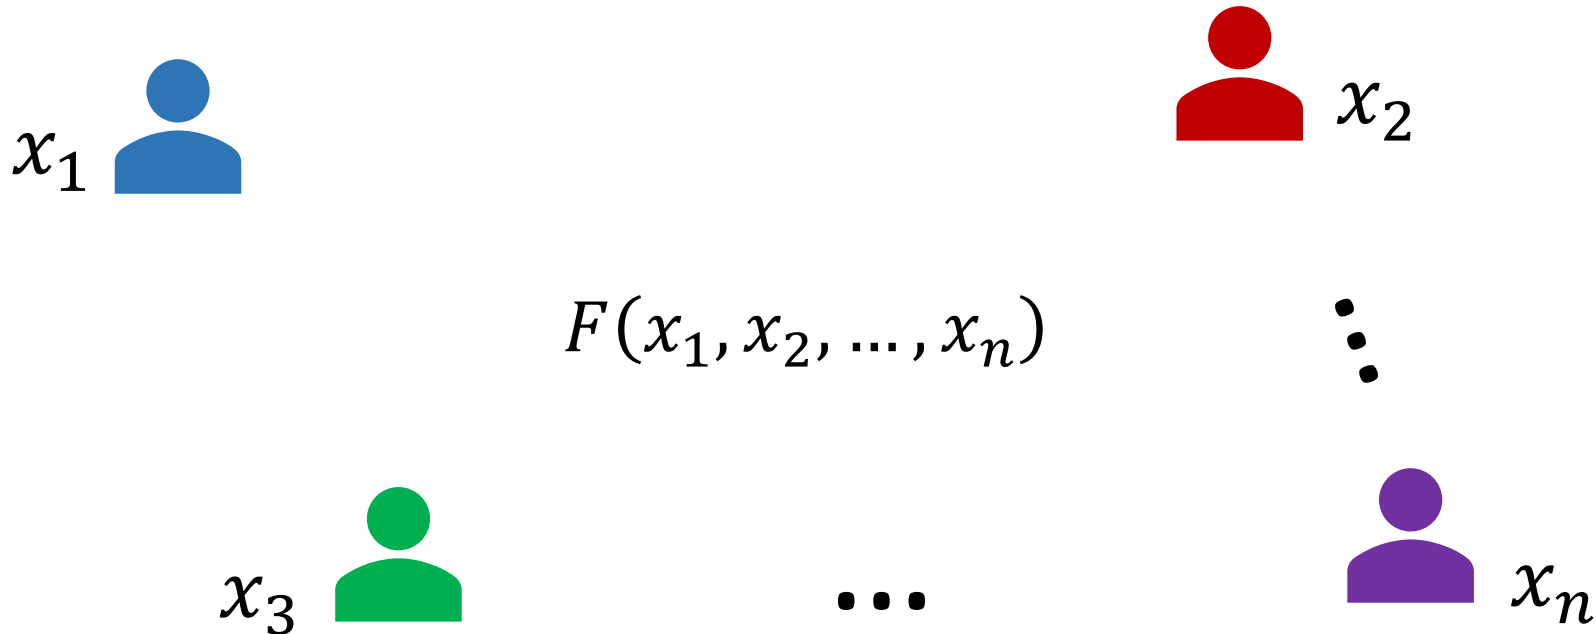 x₂
x₁
F(x₁, x₂, … , xₙ)
x₃ … xₙ